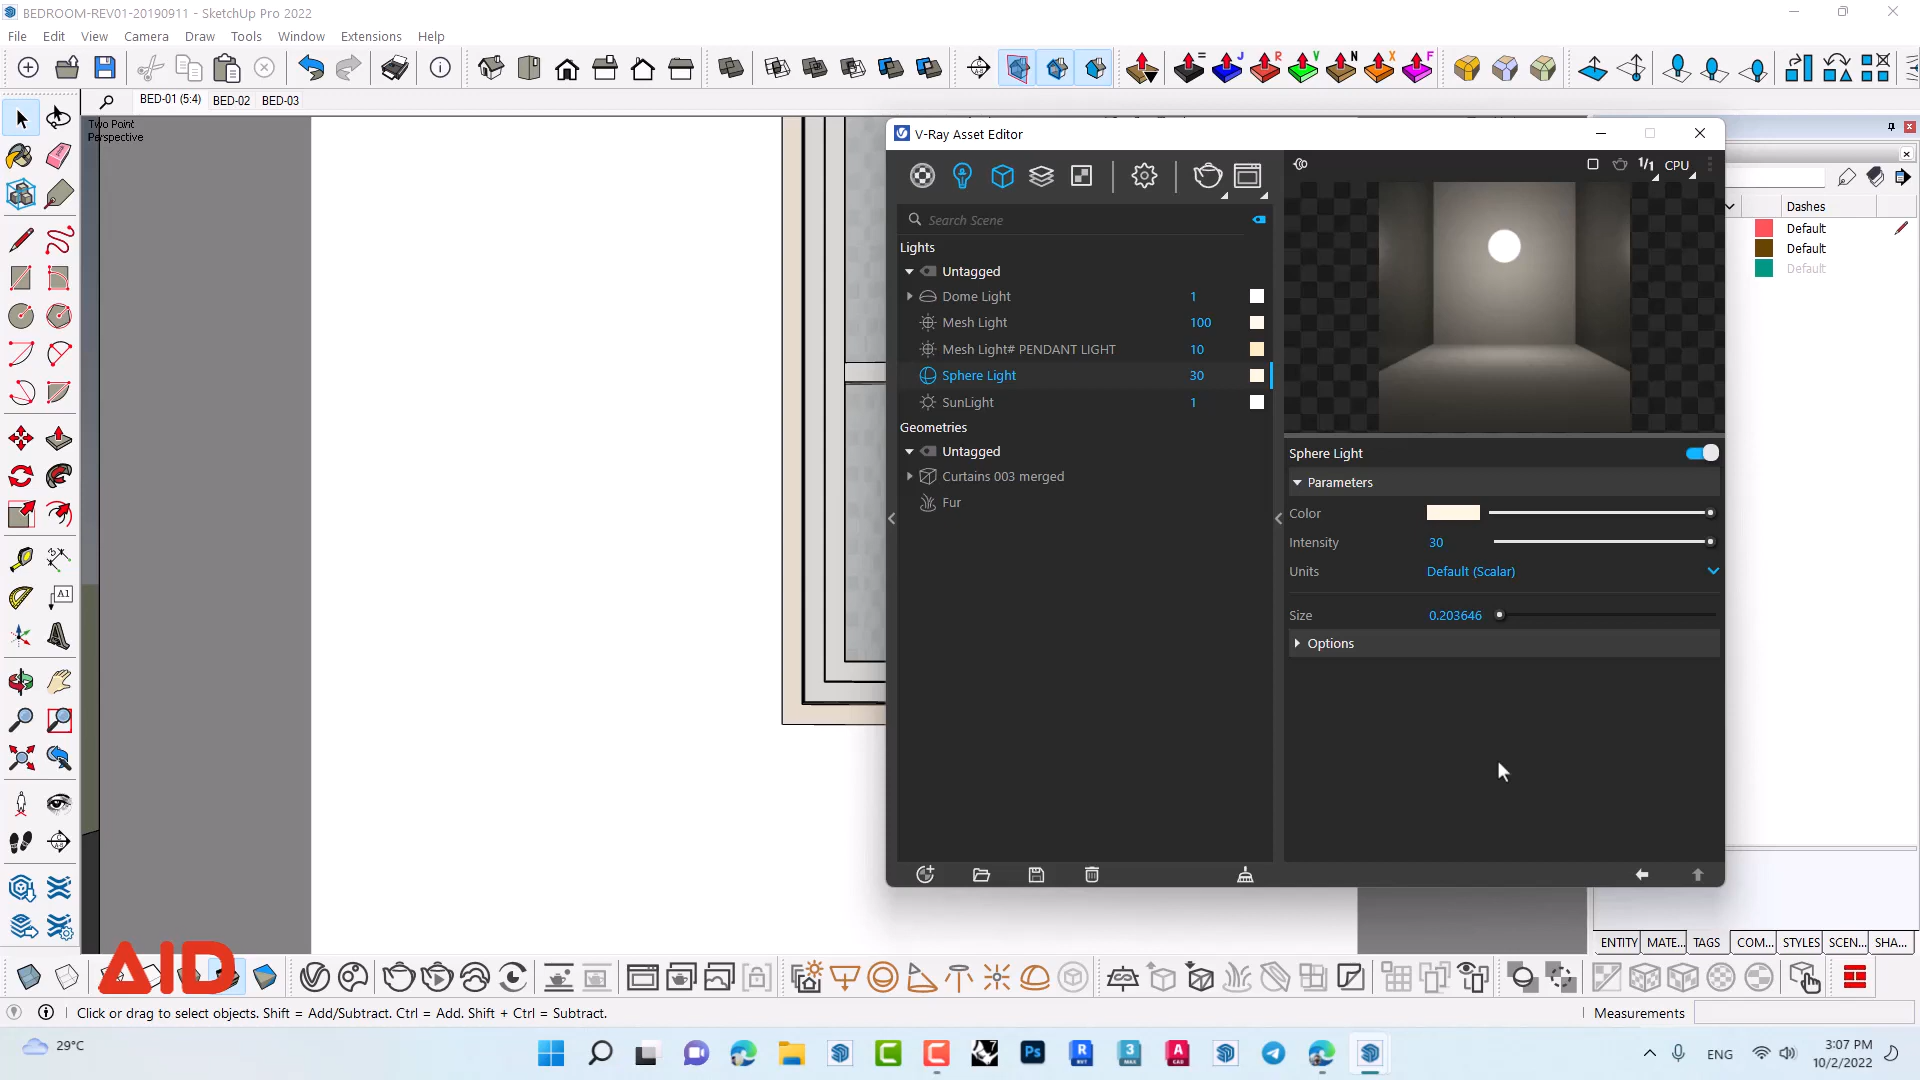 BEDROOM-REV01-20190911 - SketchUp Pro 2022
File Edit View Camera Draw Tools Window Extensions Help
BED-01 (5:4) BED-02 BED-03
Two Point
Perspective
V-Ray Asset Editor
1/1 CPU
Search Scene
Lights
Untagged
Dome Light 1
Mesh Light 100
Mesh Light# PENDANT LIGHT 10
Sphere Light 30
SunLight 1
Geometries
Untagged
Curtains 003 merged
Fur
Sphere Light
Parameters
Color
Intensity 30
Units Default (Scalar)
Size 0.203646
Options
Dashes
Default
Default
Default
ENTITY MATE... TAGS COM... STYLES SCEN... SHA...
AID
Click or drag to select objects. Shift = Add/Subtract. Ctrl = Add. Shift + Ctrl = Subtract.
Measurements
29°C
ENG
3:07 PM
10/2/2022